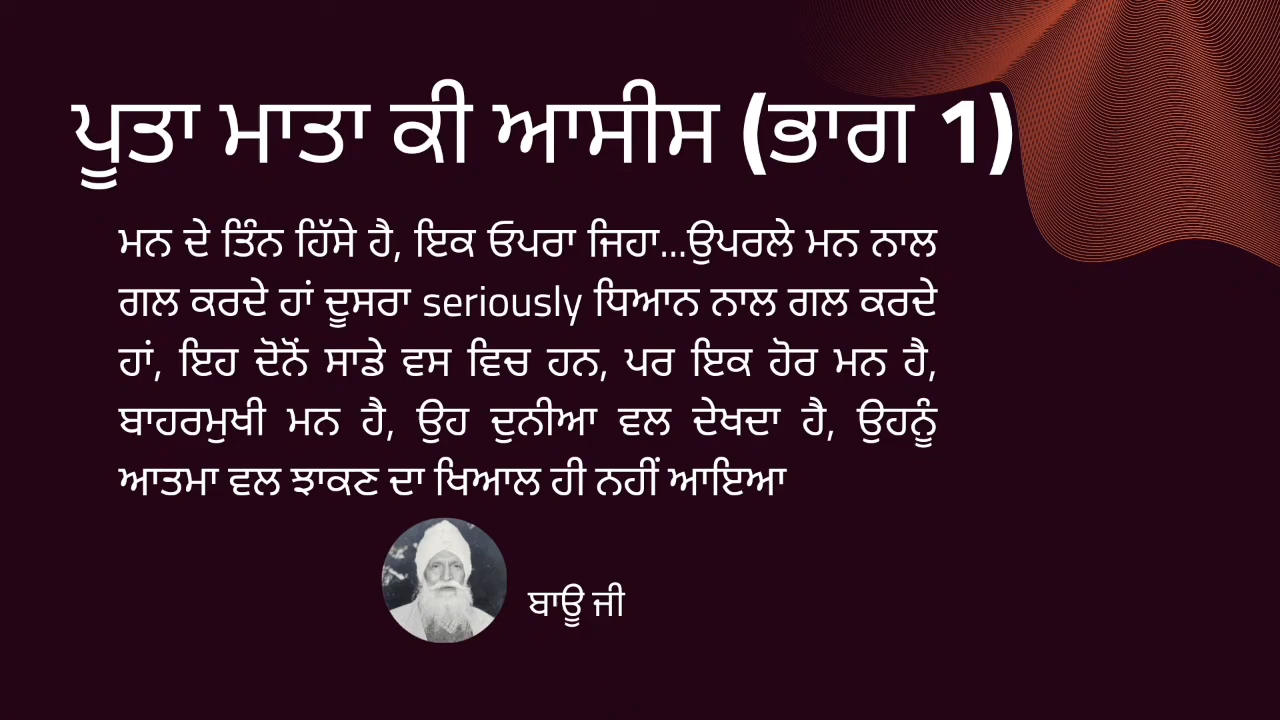 ਪੂਤਾ ਮਾਤਾ ਕੀ ਆਸੀਸ (ਭਾਗ 1)
ਮਨ ਦੇ ਤਿੰਨ ਹਿੱਸੇ ਹੈ, ਇਕ ਓਪਰਾ ਜਿਹਾ...ਉਪਰਲੇ ਮਨ ਨਾਲ
ਗਲ ਕਰਦੇ ਹਾਂ ਦੂਸਰਾ seriously ਧਿਆਨ ਨਾਲ ਗਲ ਕਰਦੇ
ਹਾਂ, ਇਹ ਦੋਨੋਂ ਸਾਡੇ ਵਸ ਵਿਚ ਹਨ, ਪਰ ਇਕ ਹੋਰ ਮਨ ਹੈ,
ਬਾਹਰਮੁਖੀ ਮਨ ਹੈ, ਉਹ ਦੁਨੀਆ ਵਲ ਦੇਖਦਾ ਹੈ, ਉਹਨੂੰ
ਆਤਮਾ ਵਲ ਝਾਕਣ ਦਾ ਖਿਆਲ ਹੀ ਨਹੀਂ ਆਇਆ
ਬਾਊ ਜੀ